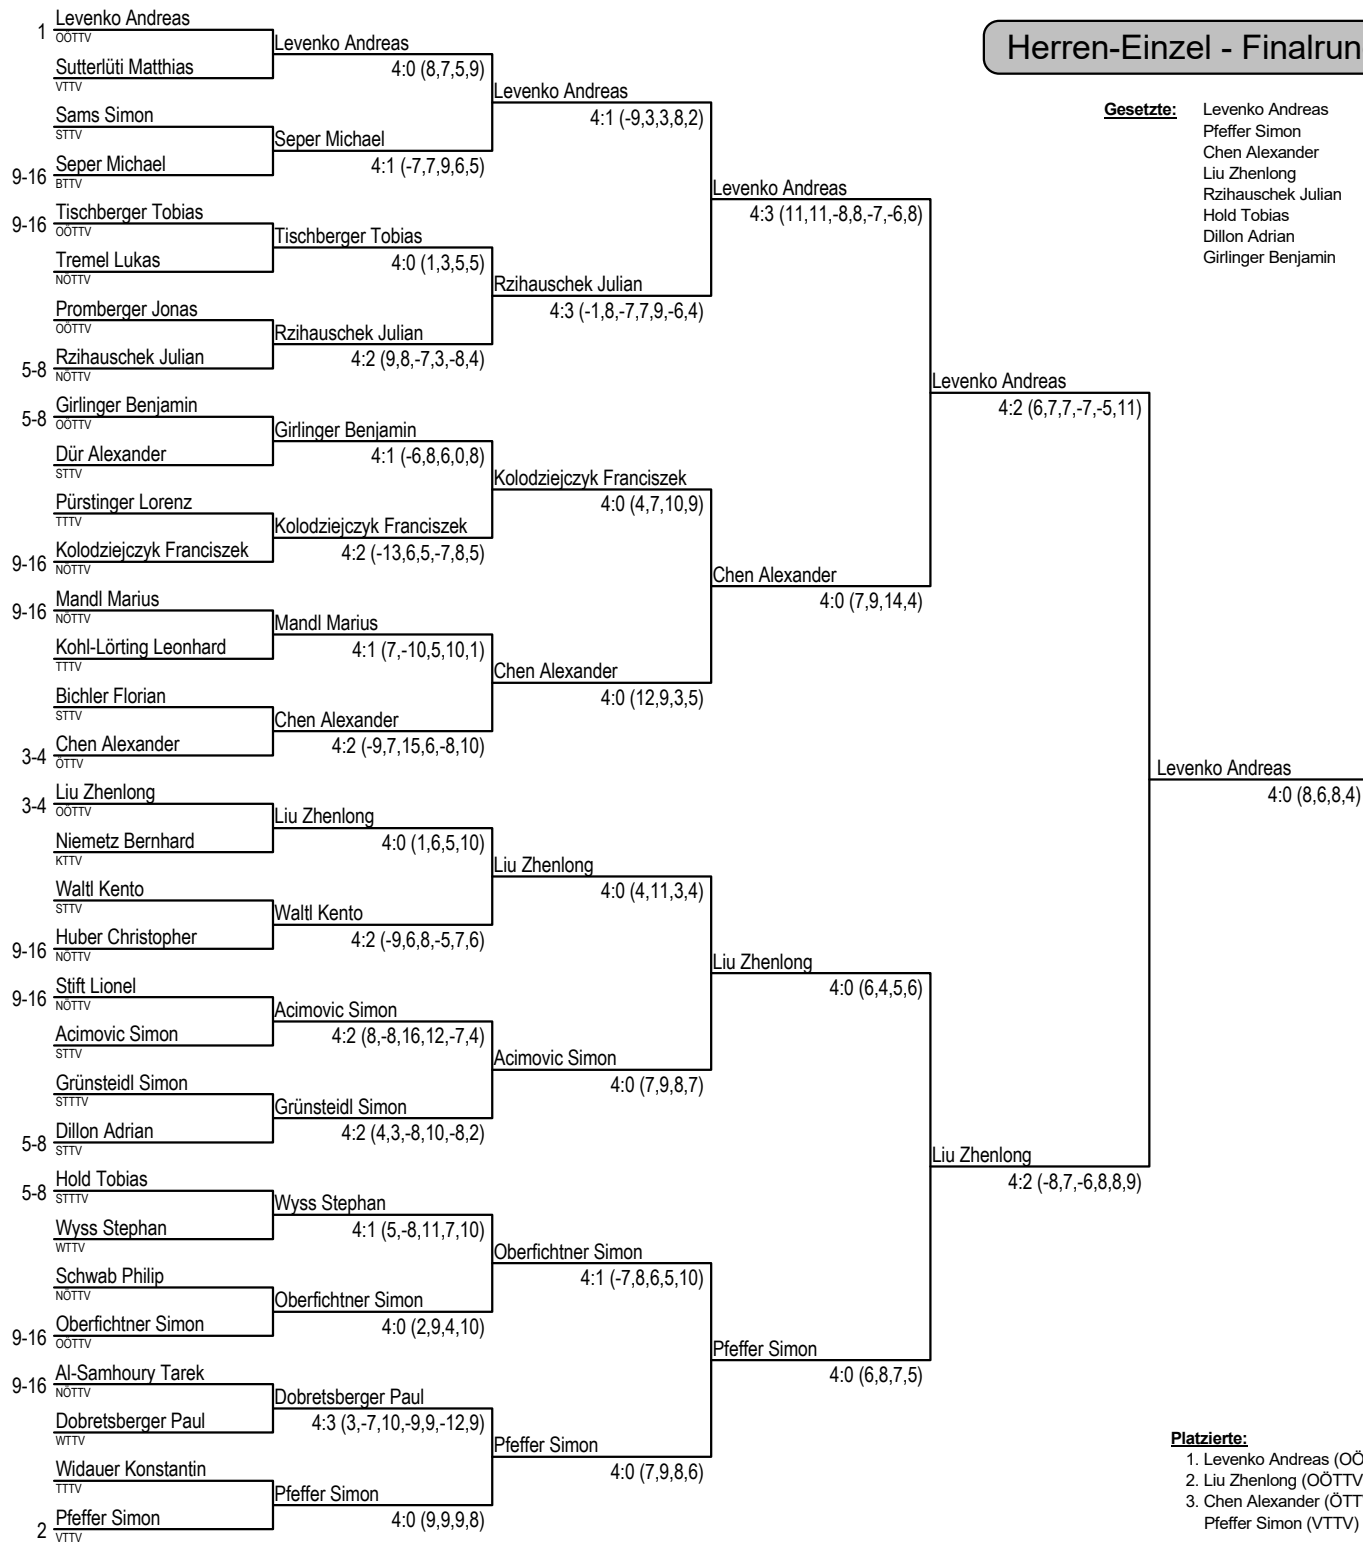 Herren-Einzel - Finalrun
Gesetzte:
Levenko Andreas
Pfeffer Simon
Chen Alexander
Liu Zhenlong
Rzihauschek Julian
Hold Tobias
Dillon Adrian
Girlinger Benjamin
1 Levenko Andreas
OÖTTV
Sutterlüti Matthias
VTTV
Sams Simon
STTV
9-16 Seper Michael
BTTV
9-16 Tischberger Tobias
OÖTTV
Tremel Lukas
NÖTTV
Promberger Jonas
OÖTTV
5-8 Rzihauschek Julian
NÖTTV
5-8 Girlinger Benjamin
OÖTTV
Dür Alexander
STTV
Pürstinger Lorenz
TTTV
9-16 Kolodziejczyk Franciszek
NÖTTV
9-16 Mandl Marius
NÖTTV
Kohl-Lörting Leonhard
TTTV
Bichler Florian
STTV
3-4 Chen Alexander
ÖTTV
3-4 Liu Zhenlong
OÖTTV
Niemetz Bernhard
KTTV
Waltl Kento
STTV
9-16 Huber Christopher
NÖTTV
9-16 Stift Lionel
NÖTTV
Acimovic Simon
STTV
Grünsteidl Simon
STTTV
5-8 Dillon Adrian
STTV
5-8 Hold Tobias
STTTV
Wyss Stephan
WTTV
Schwab Philip
NÖTTV
9-16 Oberfichtner Simon
OÖTTV
9-16 Al-Samhoury Tarek
NÖTTV
Dobretsberger Paul
WTTV
Widauer Konstantin
TTTV
2 Pfeffer Simon
VTTV
Levenko Andreas
4:0 (8,7,5,9)
Seper Michael
4:1 (-7,7,9,6,5)
Tischberger Tobias
4:0 (1,3,5,5)
Rzihauschek Julian
4:2 (9,8,-7,3,-8,4)
Girlinger Benjamin
4:1 (-6,8,6,0,8)
Kolodziejczyk Franciszek
4:2 (-13,6,5,-7,8,5)
Mandl Marius
4:1 (7,-10,5,10,1)
Chen Alexander
4:2 (-9,7,15,6,-8,10)
Liu Zhenlong
4:0 (1,6,5,10)
Waltl Kento
4:2 (-9,6,8,-5,7,6)
Acimovic Simon
4:2 (8,-8,16,12,-7,4)
Grünsteidl Simon
4:2 (4,3,-8,10,-8,2)
Wyss Stephan
4:1 (5,-8,11,7,10)
Oberfichtner Simon
4:0 (2,9,4,10)
Dobretsberger Paul
4:3 (3,-7,10,-9,9,-12,9)
Pfeffer Simon
4:0 (9,9,9,8)
Levenko Andreas
4:1 (-9,3,3,8,2)
Rzihauschek Julian
4:3 (-1,8,-7,7,9,-6,4)
Kolodziejczyk Franciszek
4:0 (4,7,10,9)
Chen Alexander
4:0 (12,9,3,5)
Liu Zhenlong
4:0 (4,11,3,4)
Acimovic Simon
4:0 (7,9,8,7)
Oberfichtner Simon
4:1 (-7,8,6,5,10)
Pfeffer Simon
4:0 (7,9,8,6)
Levenko Andreas
4:3 (11,11,-8,8,-7,-6,8)
Chen Alexander
4:0 (7,9,14,4)
Liu Zhenlong
4:0 (6,4,5,6)
Pfeffer Simon
4:0 (6,8,7,5)
Levenko Andreas
4:2 (6,7,7,-7,-5,11)
Liu Zhenlong
4:2 (-8,7,-6,8,8,9)
Levenko Andreas
4:0 (8,6,8,4)
Platzierte:
1. Levenko Andreas (OÖ
2. Liu Zhenlong (OÖTTV
3. Chen Alexander (ÖTT
Pfeffer Simon (VTTV)